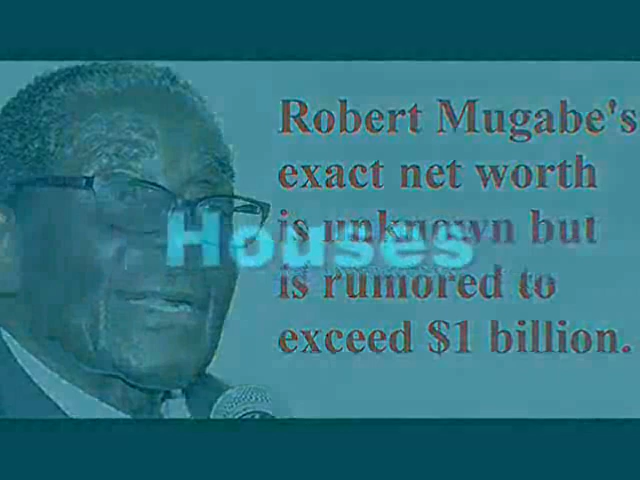 Robert Mugabe's
exact net worth
is unknown but
Houses
is rumored to
exceed $1 billion.